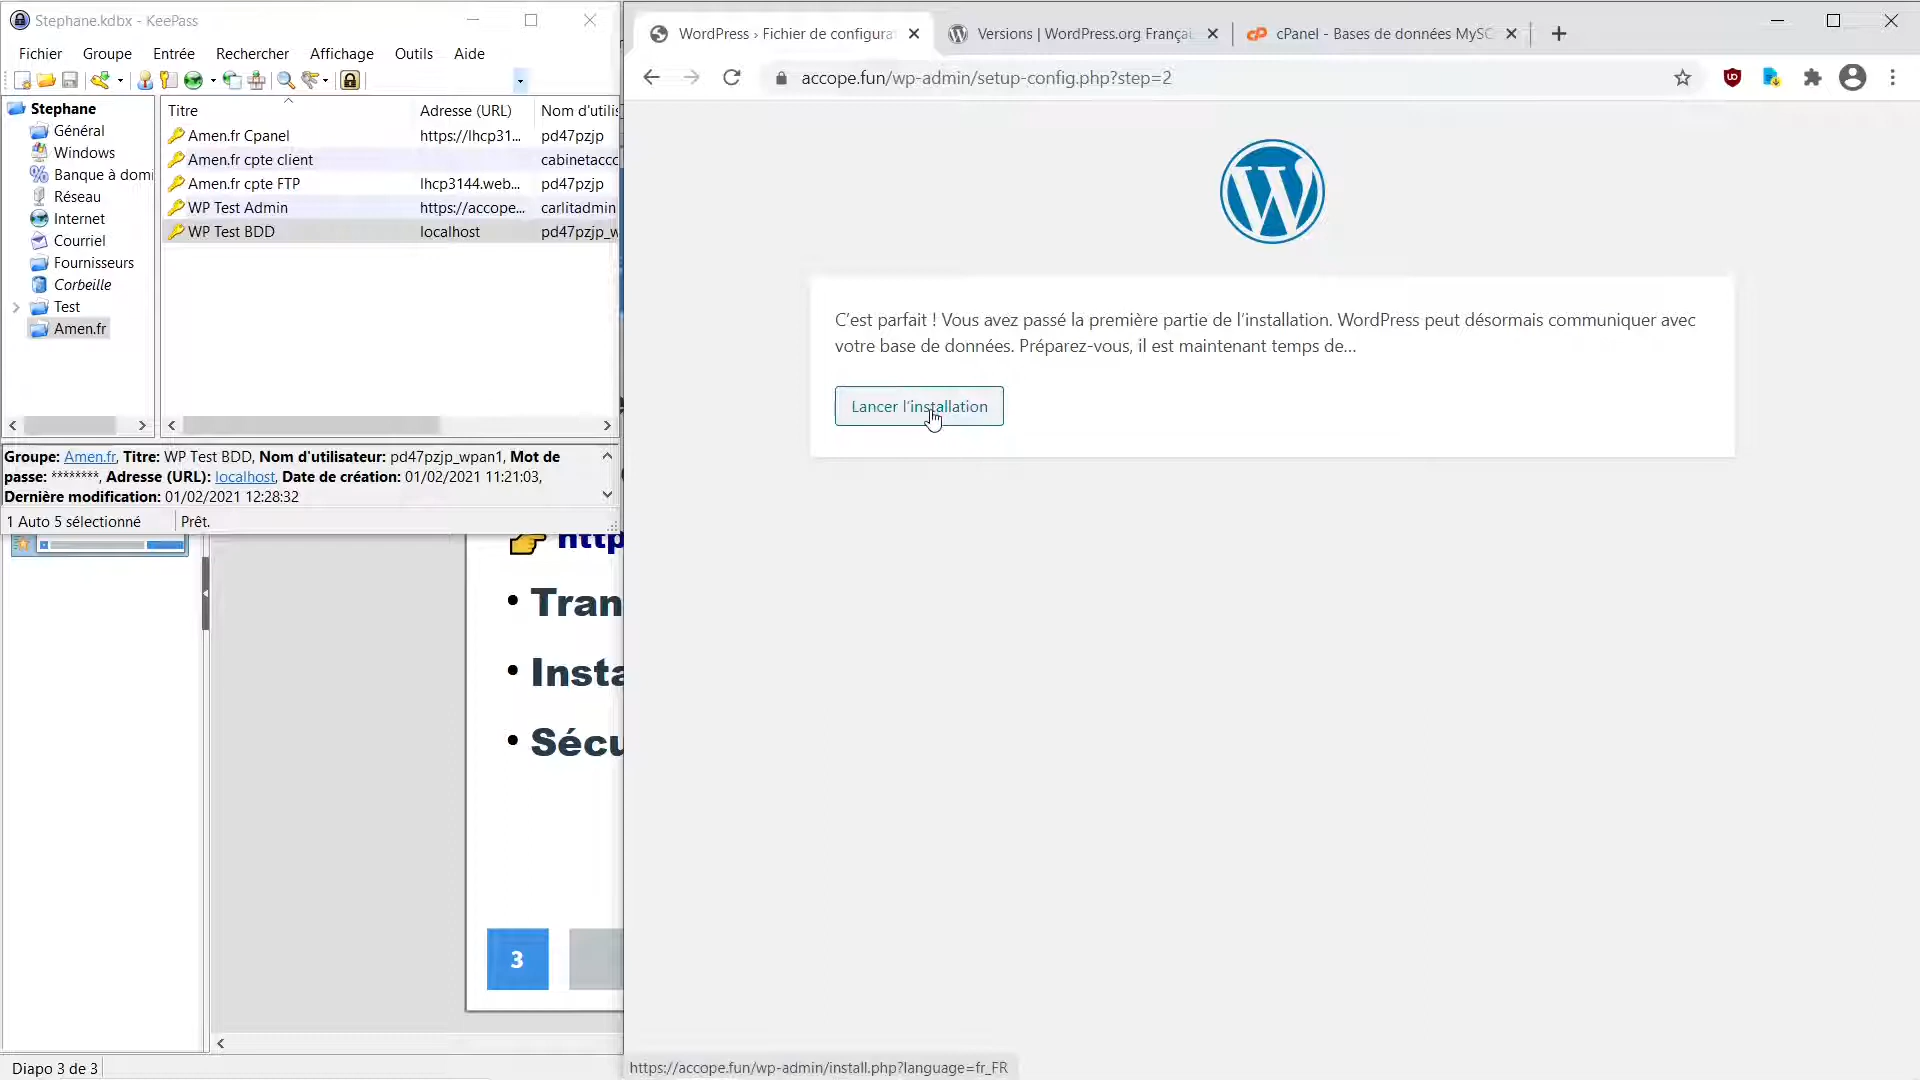 Stephane.kdbx - KeePass
Fichier Groupe Entrée Rechercher Affichage Outils Aide
Stephane
Général
Windows
Banque à domi
Réseau
Internet
Courriel
Fournisseurs
Corbeille
Test
Amen.fr
Titre Adresse (URL) Nom d'utilis
Amen.fr Cpanel https://lhcp31... pd47pzjp
Amen.fr cpte client cabinetacco
Amen.fr cpte FTP lhcp3144.web... pd47pzjp
WP Test Admin https://accope... carlitadmin
WP Test BDD localhost pd47pzjp_w
Groupe: Amen.fr, Titre: WP Test BDD, Nom d'utilisateur: pd47pzjp_wpan1, Mot de
passe: ********, Adresse (URL): localhost, Date de création: 01/02/2021 11:21:03,
Dernière modification: 01/02/2021 12:28:32
1 Auto 5 sélectionné Prêt.
http
• Tran
• Insta
• Sécu
3
Diapo 3 de 3
WordPress › Fichier de configura
Versions | WordPress.org Françai
cPanel - Bases de données MySQ
accope.fun/wp-admin/setup-config.php?step=2
C’est parfait ! Vous avez passé la première partie de l’installation. WordPress peut désormais communiquer avec
votre base de données. Préparez-vous, il est maintenant temps de…
Lancer l’installation
https://accope.fun/wp-admin/install.php?language=fr_FR